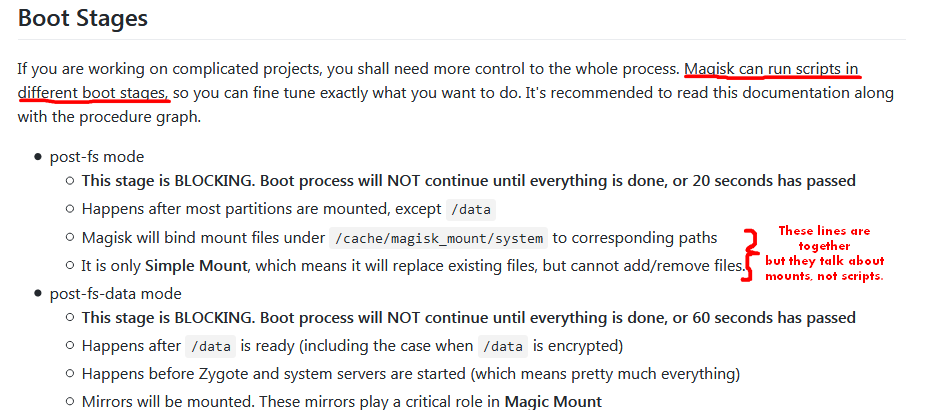 Boot Stages
If you are working on complicated projects, you shall need more control to the whole process. Magisk can run scripts in
different boot stages, so you can fine tune exactly what you want to do. It's recommended to read this documentation along
with the procedure graph.
• post-fs mode
○ This stage is BLOCKING. Boot process will NOT continue until everything is done, or 20 seconds has passed
○ Happens after most partitions are mounted, except /data
○ Magisk will bind mount files under /cache/magisk_mount/system to corresponding paths
○ It is only Simple Mount, which means it will replace existing files, but cannot add/remove files.
These lines are
together
but they talk about
mounts, not scripts.
• post-fs-data mode
○ This stage is BLOCKING. Boot process will NOT continue until everything is done, or 60 seconds has passed
○ Happens after /data is ready (including the case when /data is encrypted)
○ Happens before Zygote and system servers are started (which means pretty much everything)
○ Mirrors will be mounted. These mirrors play a critical role in Magic Mount